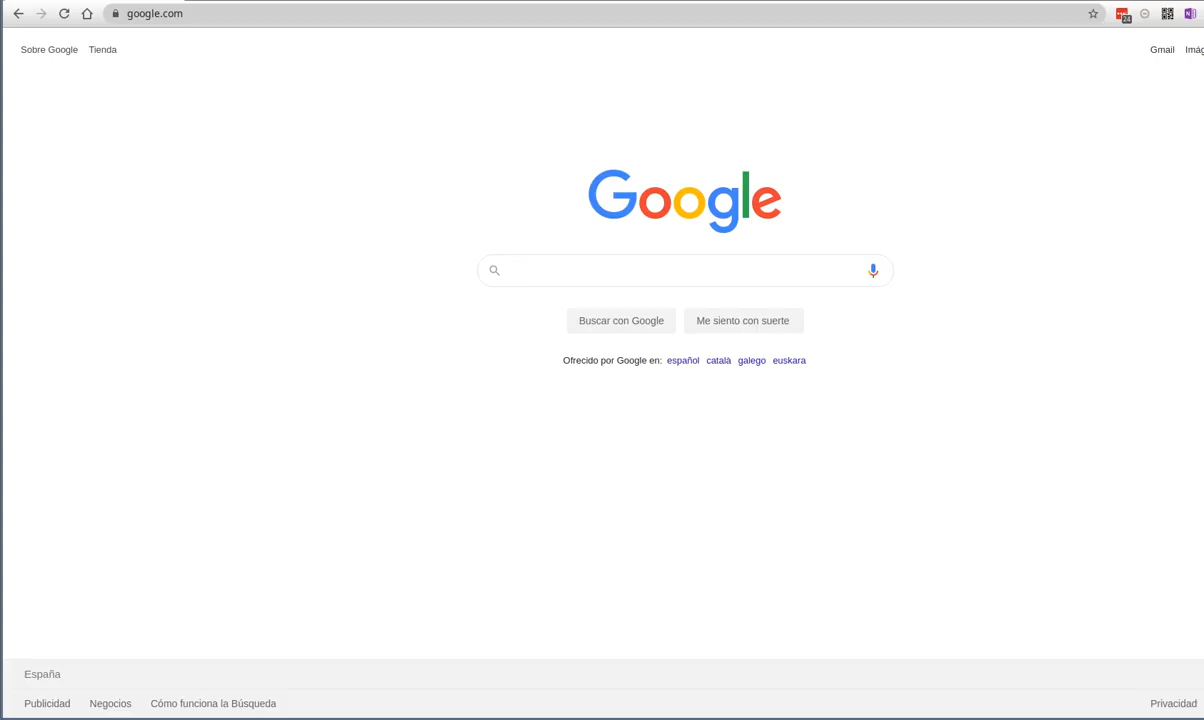 google.com
24
Sobre Google Tienda Gmail
Google
Buscar con Google Me siento con suerte
Ofrecido por Google en: español català galego euskara
España
Publicidad Negocios Cómo funciona la Búsqueda Privacidad